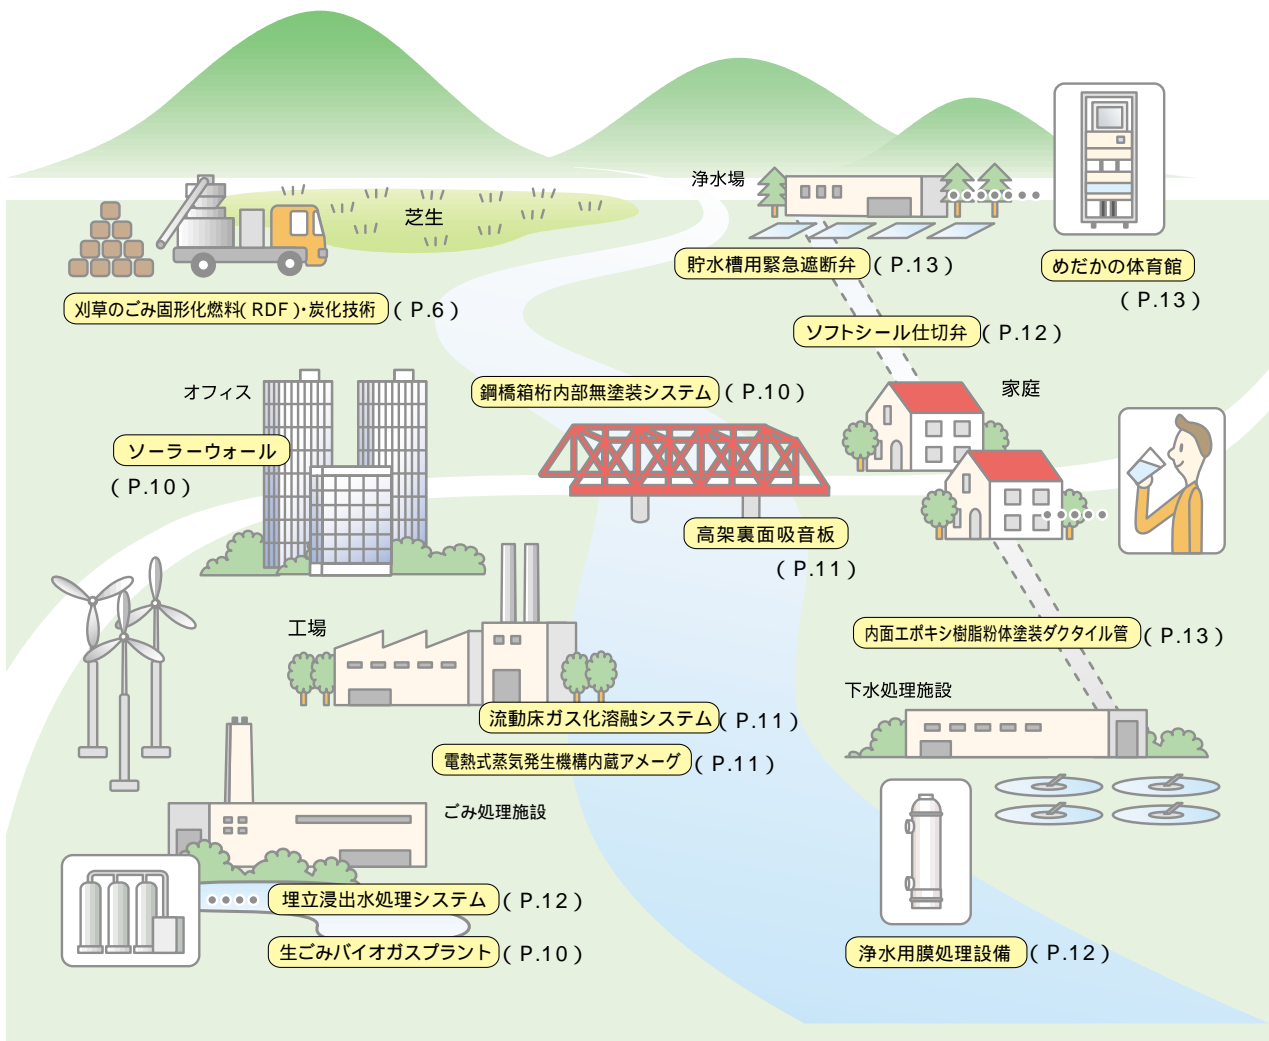 浄水場
芝生
貯水槽用緊急遮断弁 ( P.13 )
めだかの体育館
( P.13 )
刈草のごみ固形化燃料( RDF )・炭化技術 ( P.6 )
ソフトシール仕切弁 ( P.12 )
オフィス
鋼橋箱桁内部無塗装システム ( P.10 )
家庭
ソーラーウォール
( P.10 )
高架裏面吸音板
( P.11 )
工場
内面エポキシ樹脂粉体塗装ダクタイル管 ( P.13 )
下水処理施設
流動床ガス化溶融システム ( P.11 )
電熱式蒸気発生機構内蔵アメーグ ( P.11 )
ごみ処理施設
埋立浸出水処理システム ( P.12 )
生ごみバイオガスプラント ( P.10 )
浄水用膜処理設備 ( P.12 )